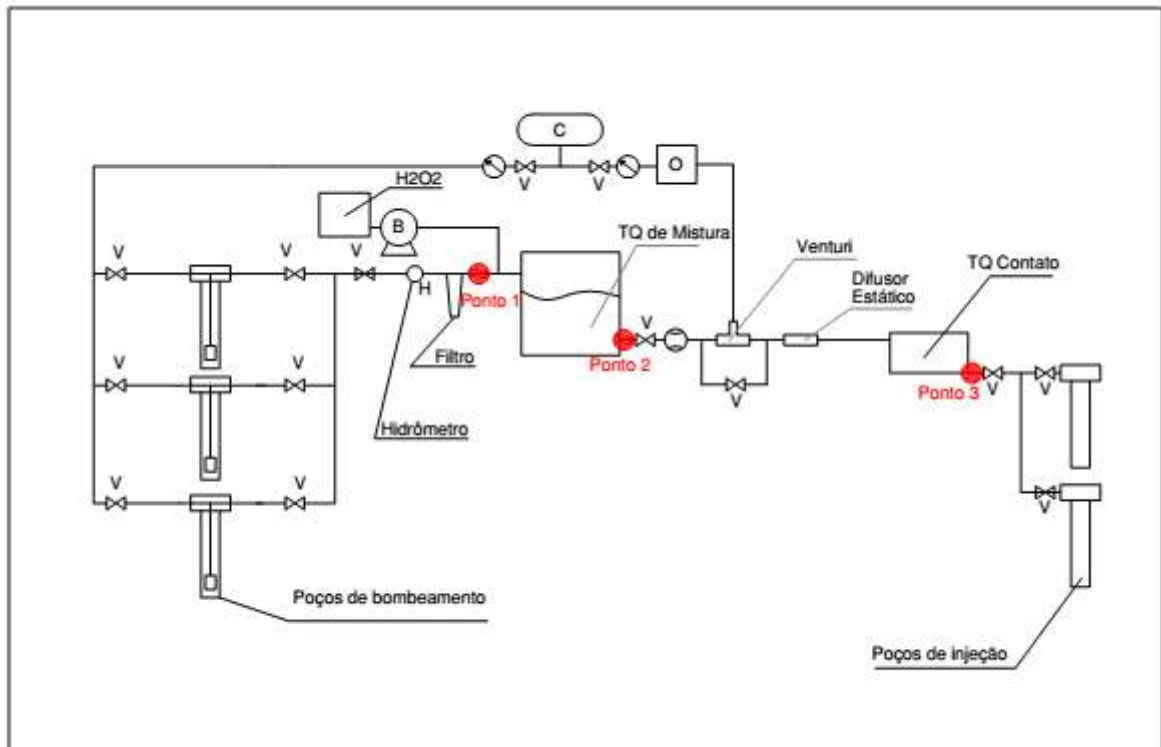 C
O
V
V
H2O2
B
TQ de Mistura
Venturi
V
V
V
TQ Contato
Difusor
Estático
H
Ponto 1
V
Filtro
Ponto 2
Ponto 3
V
V
V
V
V
Hidrômetro
V
V
V
Poços de bombeamento
Poços de injeção